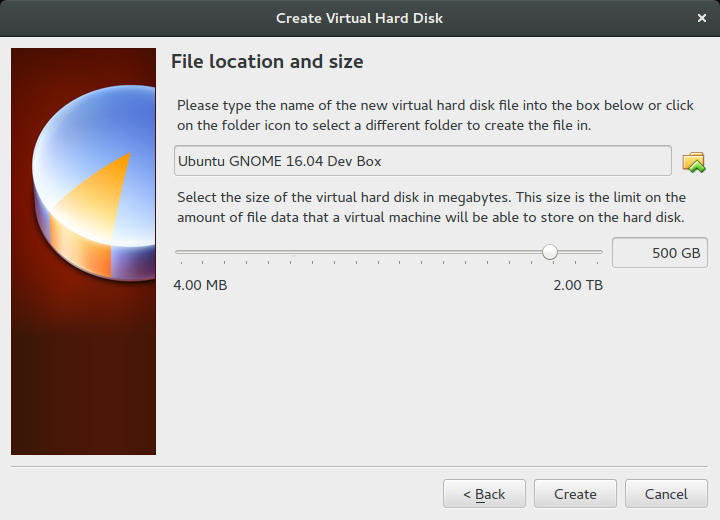 Create Virtual Hard Disk
File location and size
Please type the name of the new virtual hard disk file into the box below or click
on the folder icon to select a different folder to create the file in.
Ubuntu GNOME 16.04 Dev Box
Select the size of the virtual hard disk in megabytes. This size is the limit on the
amount of file data that a virtual machine will be able to store on the hard disk.
500 GB
4.00 MB 2.00 TB
< Back Create Cancel